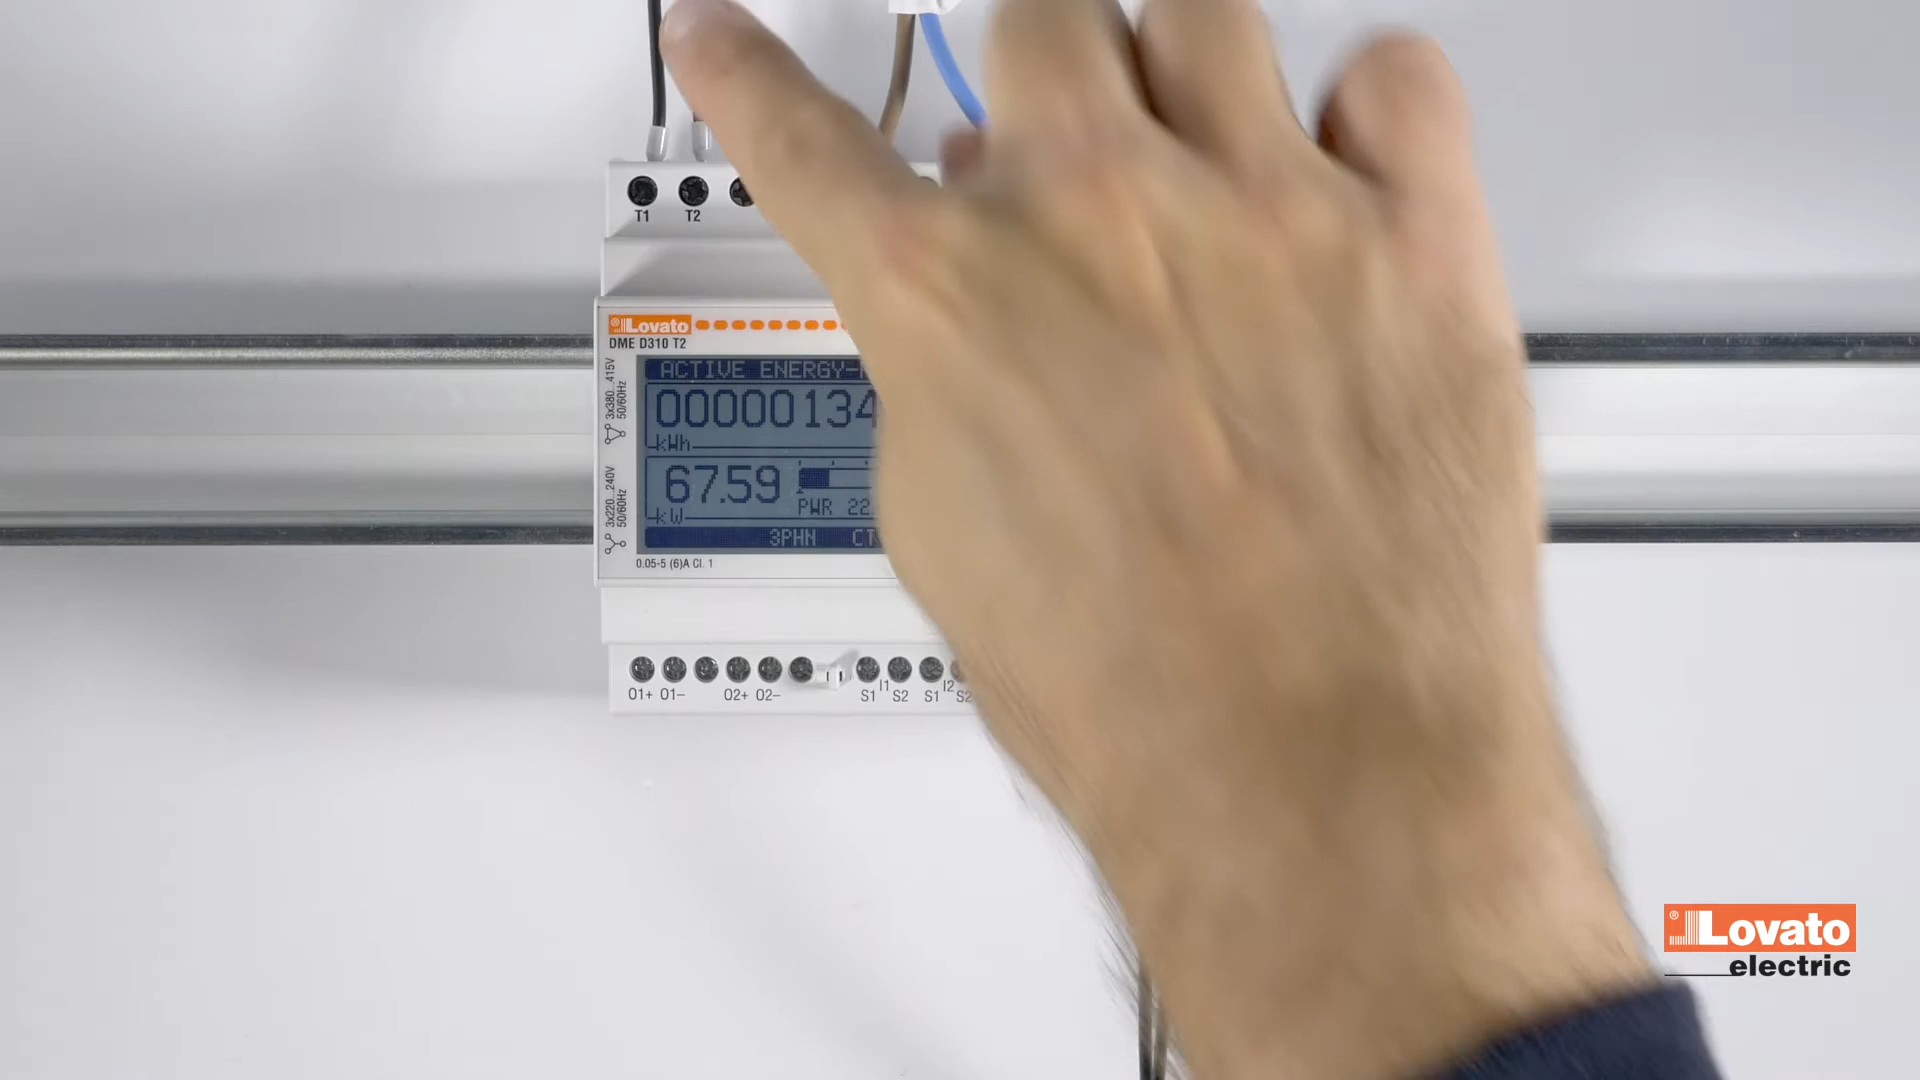 T1 T2
Lovato
DME D310 T2
3x380...415V
50/60Hz
3x220...240V
50/60Hz
ACTIVE ENERGY-
00000134
kWh
67.59
kW
PWR 22
3PHN CT
0.05-5 (6)A Cl. 1
O1+ O1– O2+ O2– S1 I1 S2 S1 I2 S2
Lovato
electric